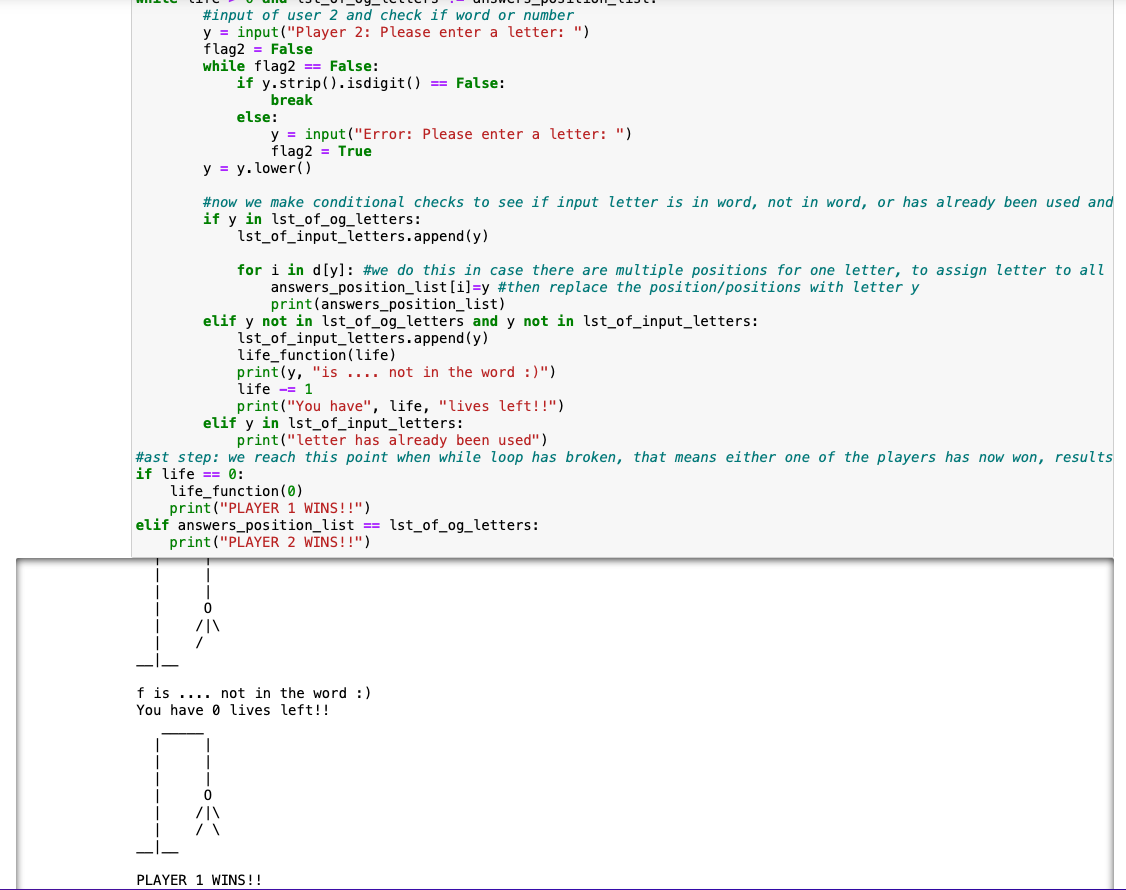 while life > 0 and lst_of_og_letters != answers_position_list:
#input of user 2 and check if word or number
y = input("Player 2: Please enter a letter: ")
flag2 = False
while flag2 == False:
if y.strip().isdigit() == False:
break
else:
y = input("Error: Please enter a letter: ")
flag2 = True
y = y.lower()
#now we make conditional checks to see if input letter is in word, not in word, or has already been used and
if y in lst_of_og_letters:
lst_of_input_letters.append(y)
for i in d[y]: #we do this in case there are multiple positions for one letter, to assign letter to all
answers_position_list[i]=y #then replace the position/positions with letter y
print(answers_position_list)
elif y not in lst_of_og_letters and y not in lst_of_input_letters:
lst_of_input_letters.append(y)
life_function(life)
print(y, "is .... not in the word :)")
life -= 1
print("You have", life, "lives left!!")
elif y in lst_of_input_letters:
print("letter has already been used")
#ast step: we reach this point when while loop has broken, that means either one of the players has now won, results
if life == 0:
life_function(0)
print("PLAYER 1 WINS!!")
elif answers_position_list == lst_of_og_letters:
print("PLAYER 2 WINS!!")
|     |
|     |
|     |
|     O
|    /|\
|    /
__|__
f is .... not in the word :)
You have 0 lives left!!
_____
|     |
|     |
|     |
|     O
|    /|\
|    / \
__|__
PLAYER 1 WINS!!